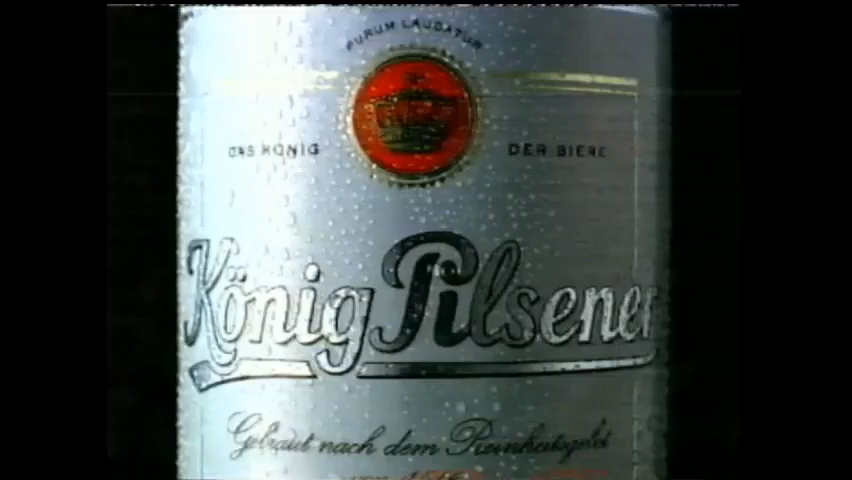 PURUM LAUDATUR
DAS KÖNIG DER BIERE
König Pilsener
Gebraut nach dem Reinheitsgebot